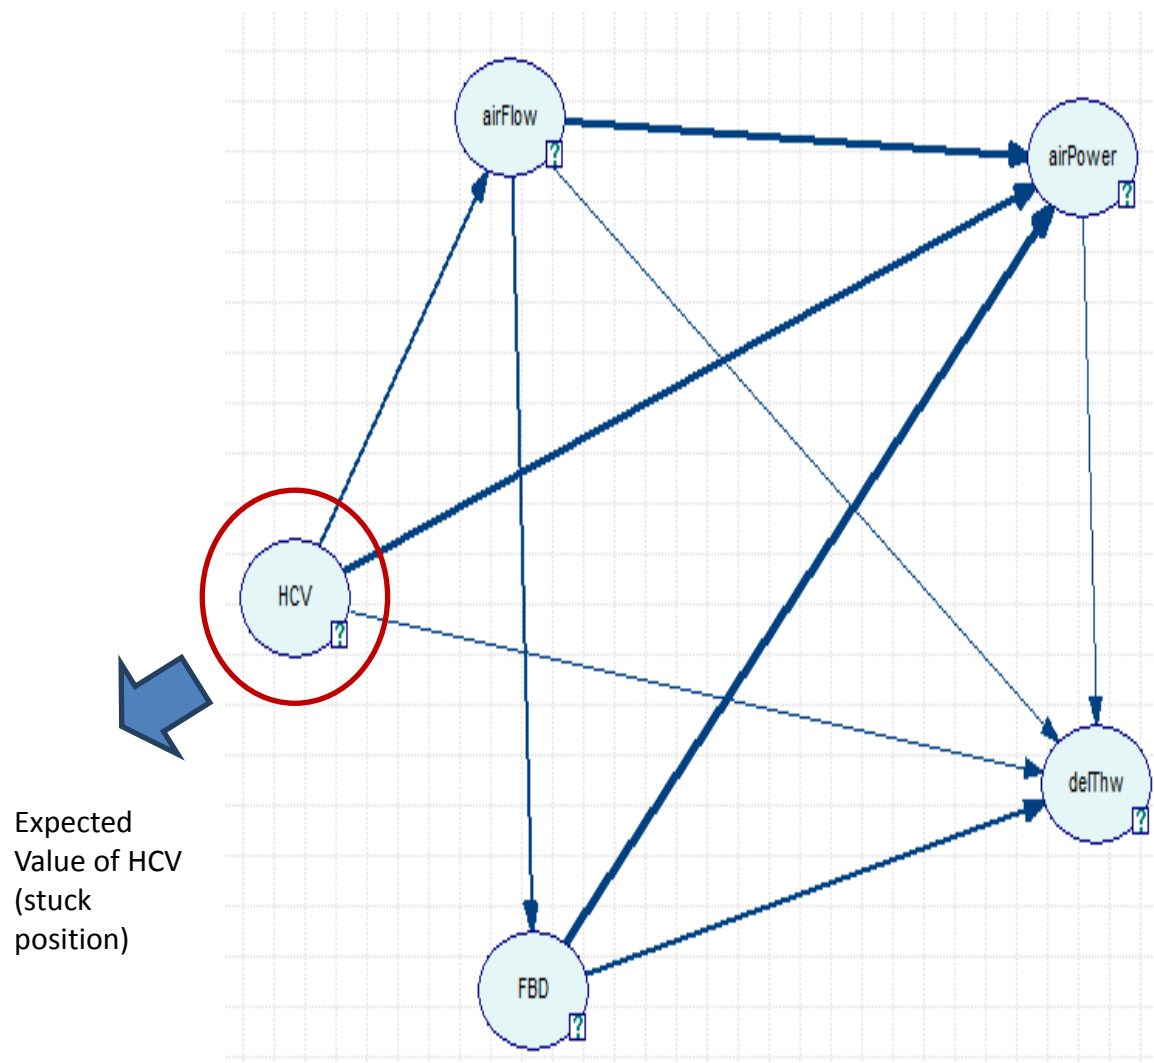 airFlow
?
airPower
?
HCV
?
delThw
?
Expected
Value of HCV
(stuck
position)
FBD
?